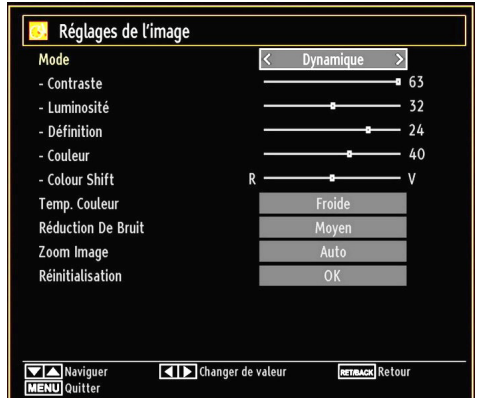 Réglages de l'image
Mode < Dynamique >
- Contraste 63
- Luminosité 32
- Définition 24
- Couleur 40
- Colour Shift R V
Temp. Couleur Froide
Réduction De Bruit Moyen
Zoom Image Auto
Réinitialisation OK
Naviguer Changer de valeur RET/BACK Retour
MENU Quitter